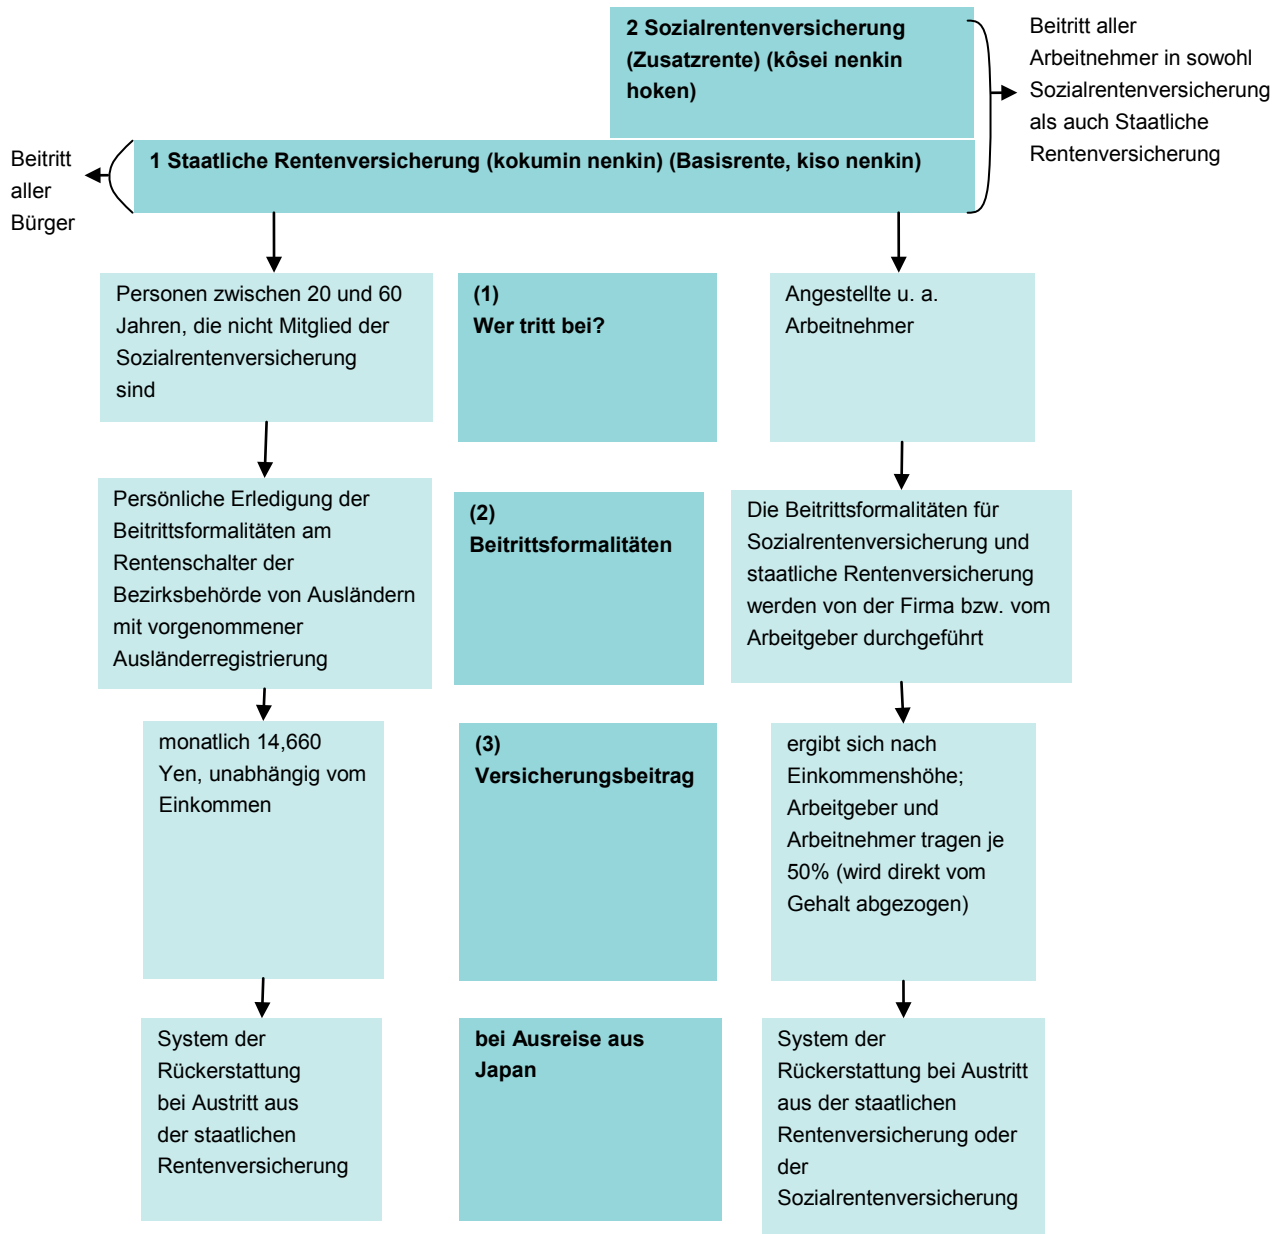 2 Sozialrentenversicherung
(Zusatzrente) (kôsei nenkin
hoken)
Beitritt aller
Arbeitnehmer in sowohl
Sozialrentenversicherung
als auch Staatliche
Rentenversicherung
Beitritt
aller
Bürger
1 Staatliche Rentenversicherung (kokumin nenkin) (Basisrente, kiso nenkin)
Personen zwischen 20 und 60
Jahren, die nicht Mitglied der
Sozialrentenversicherung
sind
(1)
Wer tritt bei?
Angestellte u. a.
Arbeitnehmer
Persönliche Erledigung der
Beitrittsformalitäten am
Rentenschalter der
Bezirksbehörde von Ausländern
mit vorgenommener
Ausländerregistrierung
(2)
Beitrittsformalitäten
Die Beitrittsformalitäten für
Sozialrentenversicherung und
staatliche Rentenversicherung
werden von der Firma bzw. vom
Arbeitgeber durchgeführt
monatlich 14,660
Yen, unabhängig vom
Einkommen
(3)
Versicherungsbeitrag
ergibt sich nach
Einkommenshöhe;
Arbeitgeber und
Arbeitnehmer tragen je
50% (wird direkt vom
Gehalt abgezogen)
System der
Rückerstattung
bei Austritt aus
der staatlichen
Rentenversicherung
bei Ausreise aus
Japan
System der
Rückerstattung bei Austritt
aus der staatlichen
Rentenversicherung oder
der
Sozialrentenversicherung